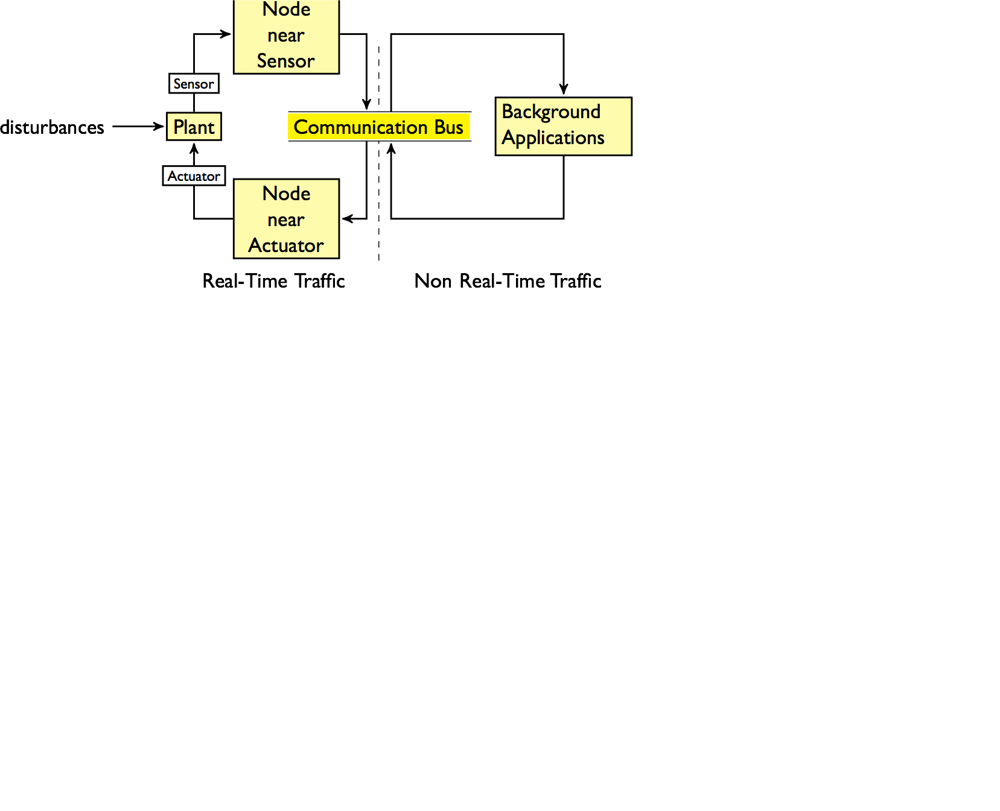 Node
near
Sensor
Sensor
disturbances
Plant
Communication Bus
Background
Applications
Actuator
Node
near
Actuator
Real-Time Traffic
Non Real-Time Traffic